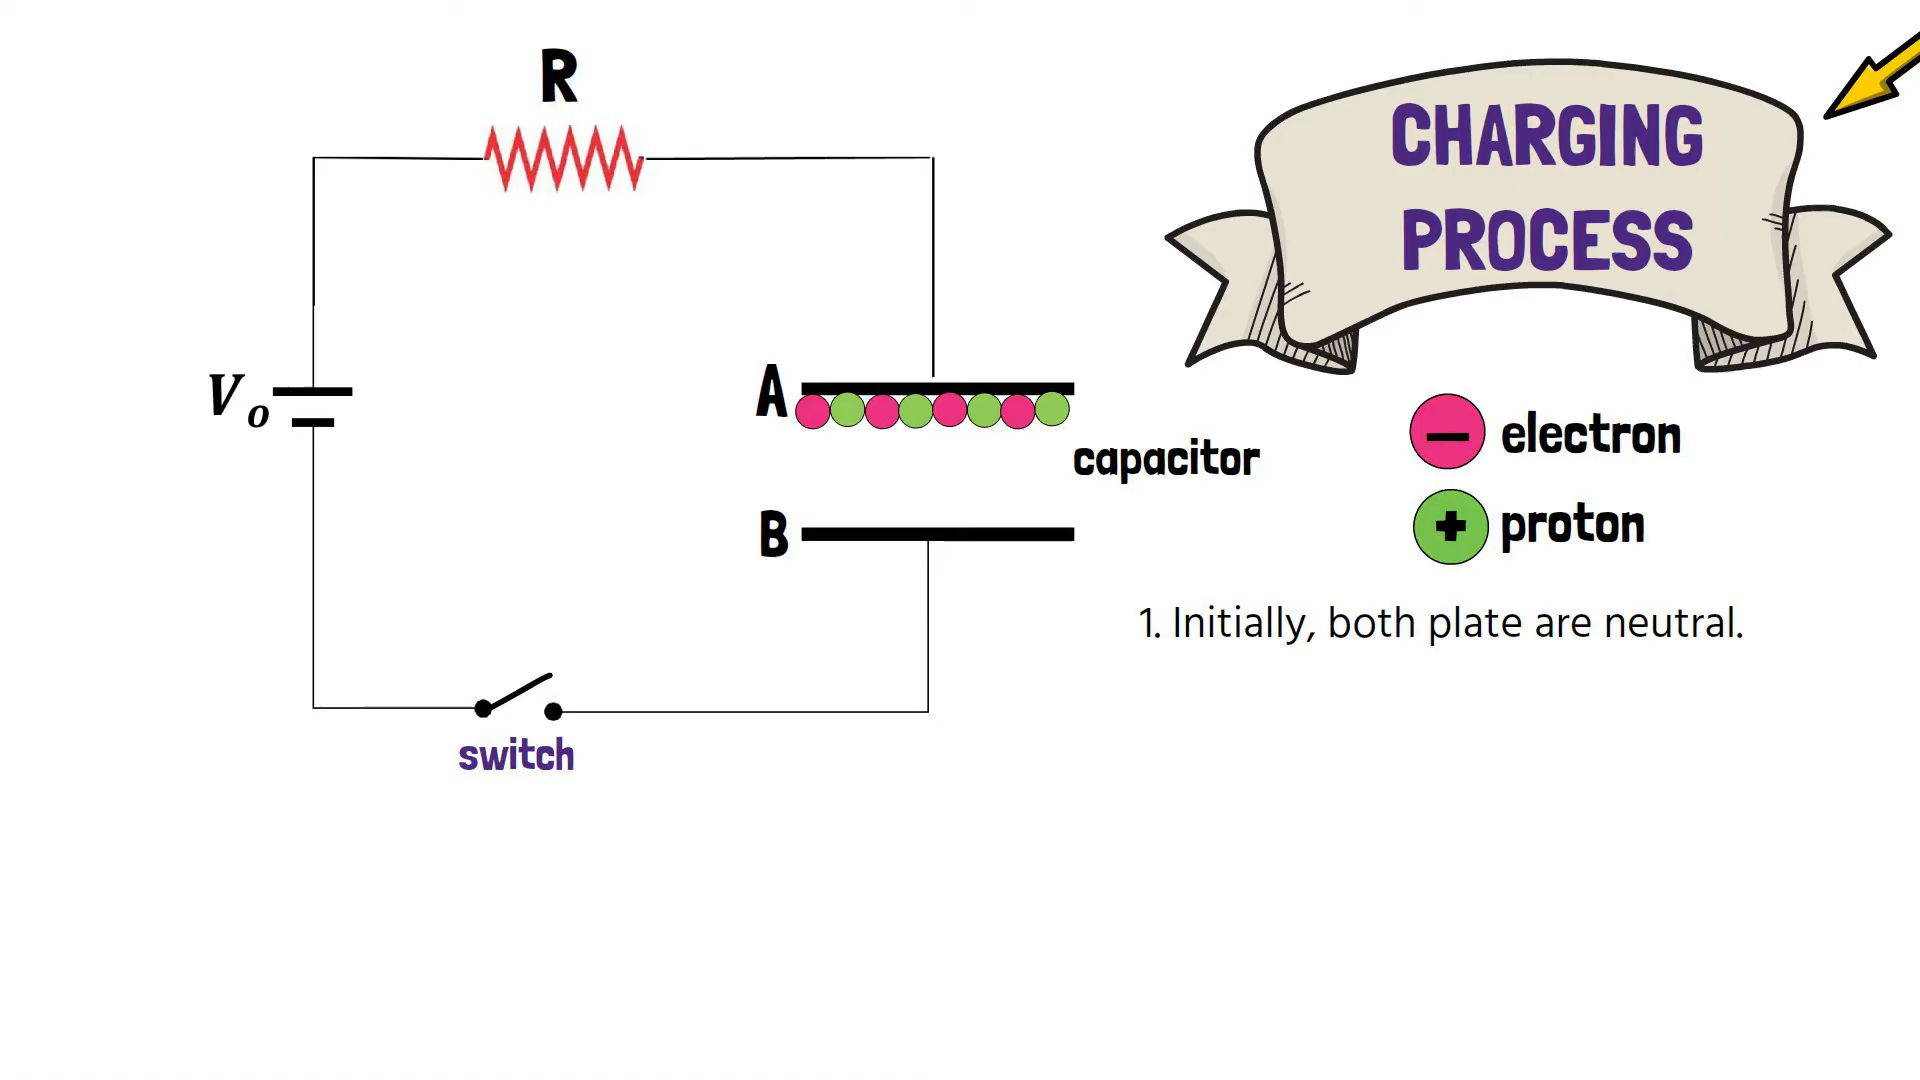 R
CHARGING
PROCESS
Vo
A
capacitor
B
electron
+ proton
1. Initially, both plate are neutral.
switch